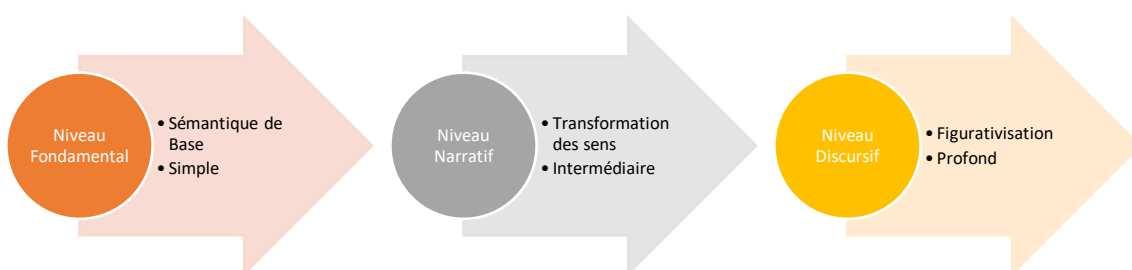 Niveau
Fondamental
• Sémantique de
Base
• Simple
Niveau
Narratif
• Transformation
des sens
• Intermédiaire
Niveau
Discursif
• Figurativisation
• Profond